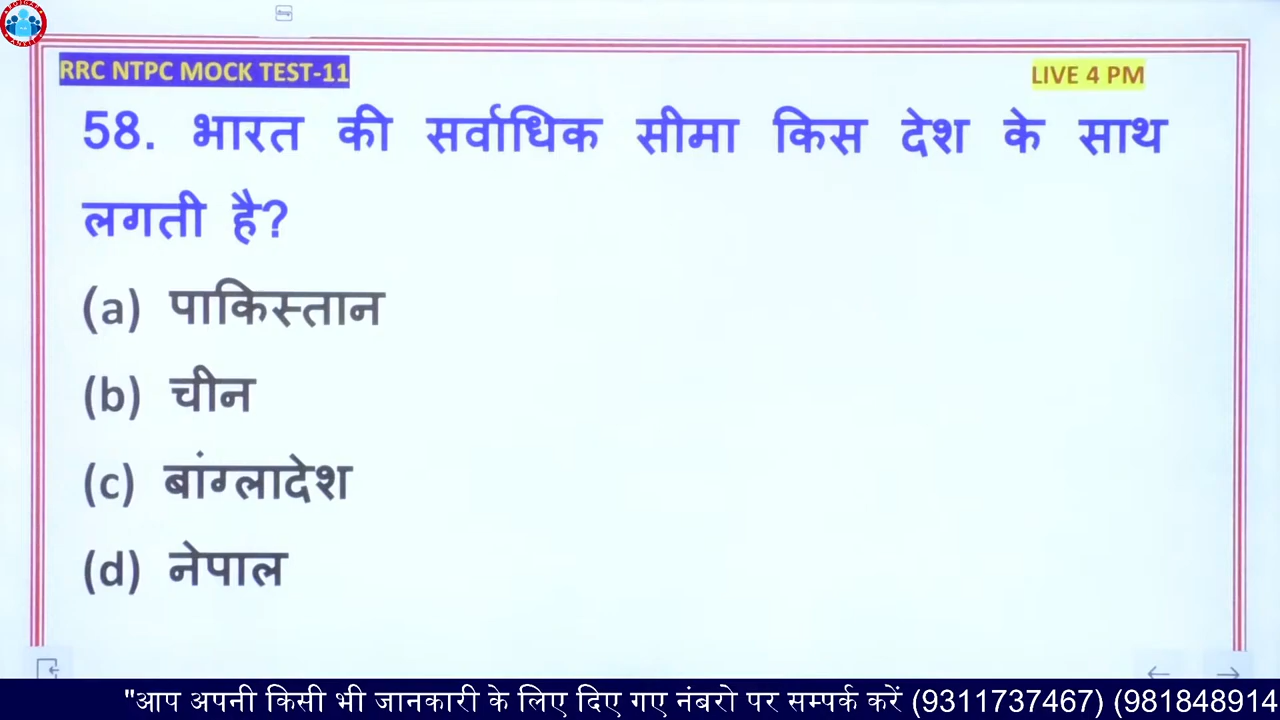 RRC NTPC MOCK TEST-11
LIVE 4 PM
58. भारत की सर्वाधिक सीमा किस देश के साथ
लगती है?
(a) पाकिस्तान
(b) चीन
(c) बांग्लादेश
(d) नेपाल
"आप अपनी किसी भी जानकारी के लिए दिए गए नंबरो पर सम्पर्क करें (9311737467) (981848914